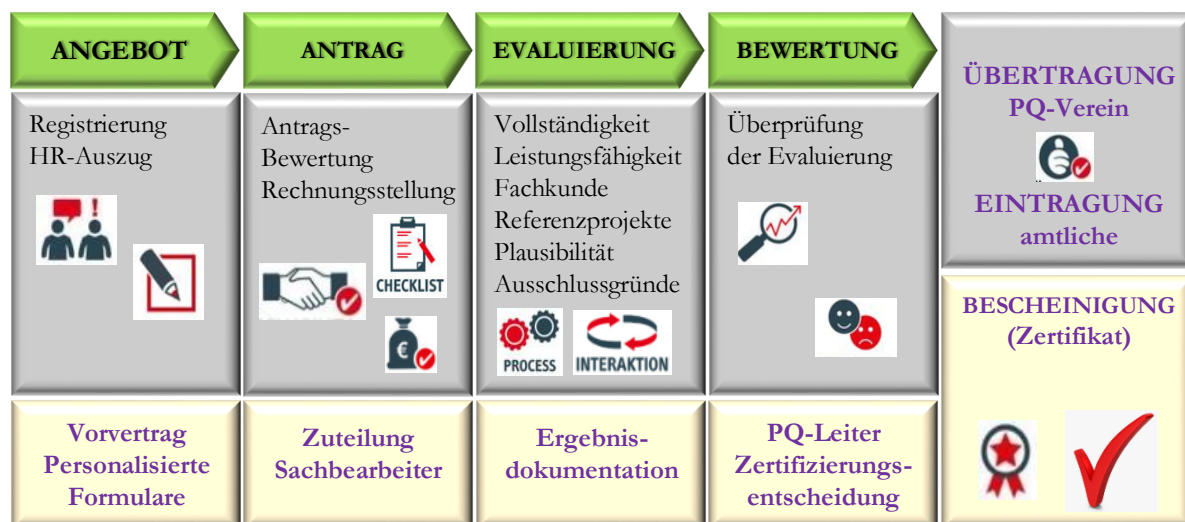 ANGEBOT
Registrierung
HR-Auszug
Vorvertrag
Personalisierte
Formulare
ANTRAG
Antrags-
Bewertung
Rechnungsstellung
CHECKLIST
€
Zuteilung
Sachbearbeiter
EVALUIERUNG
Vollständigkeit
Leistungsfähigkeit
Fachkunde
Referenzprojekte
Plausibilität
Ausschlussgründe
PROCESS
INTERAKTION
Ergebnis-
dokumentation
BEWERTUNG
Überprüfung
der Evaluierung
PQ-Leiter
Zertifizierungs-
entscheidung
ÜBERTRAGUNG
PQ-Verein
EINTRAGUNG
amtliche
BESCHEINIGUNG
(Zertifikat)